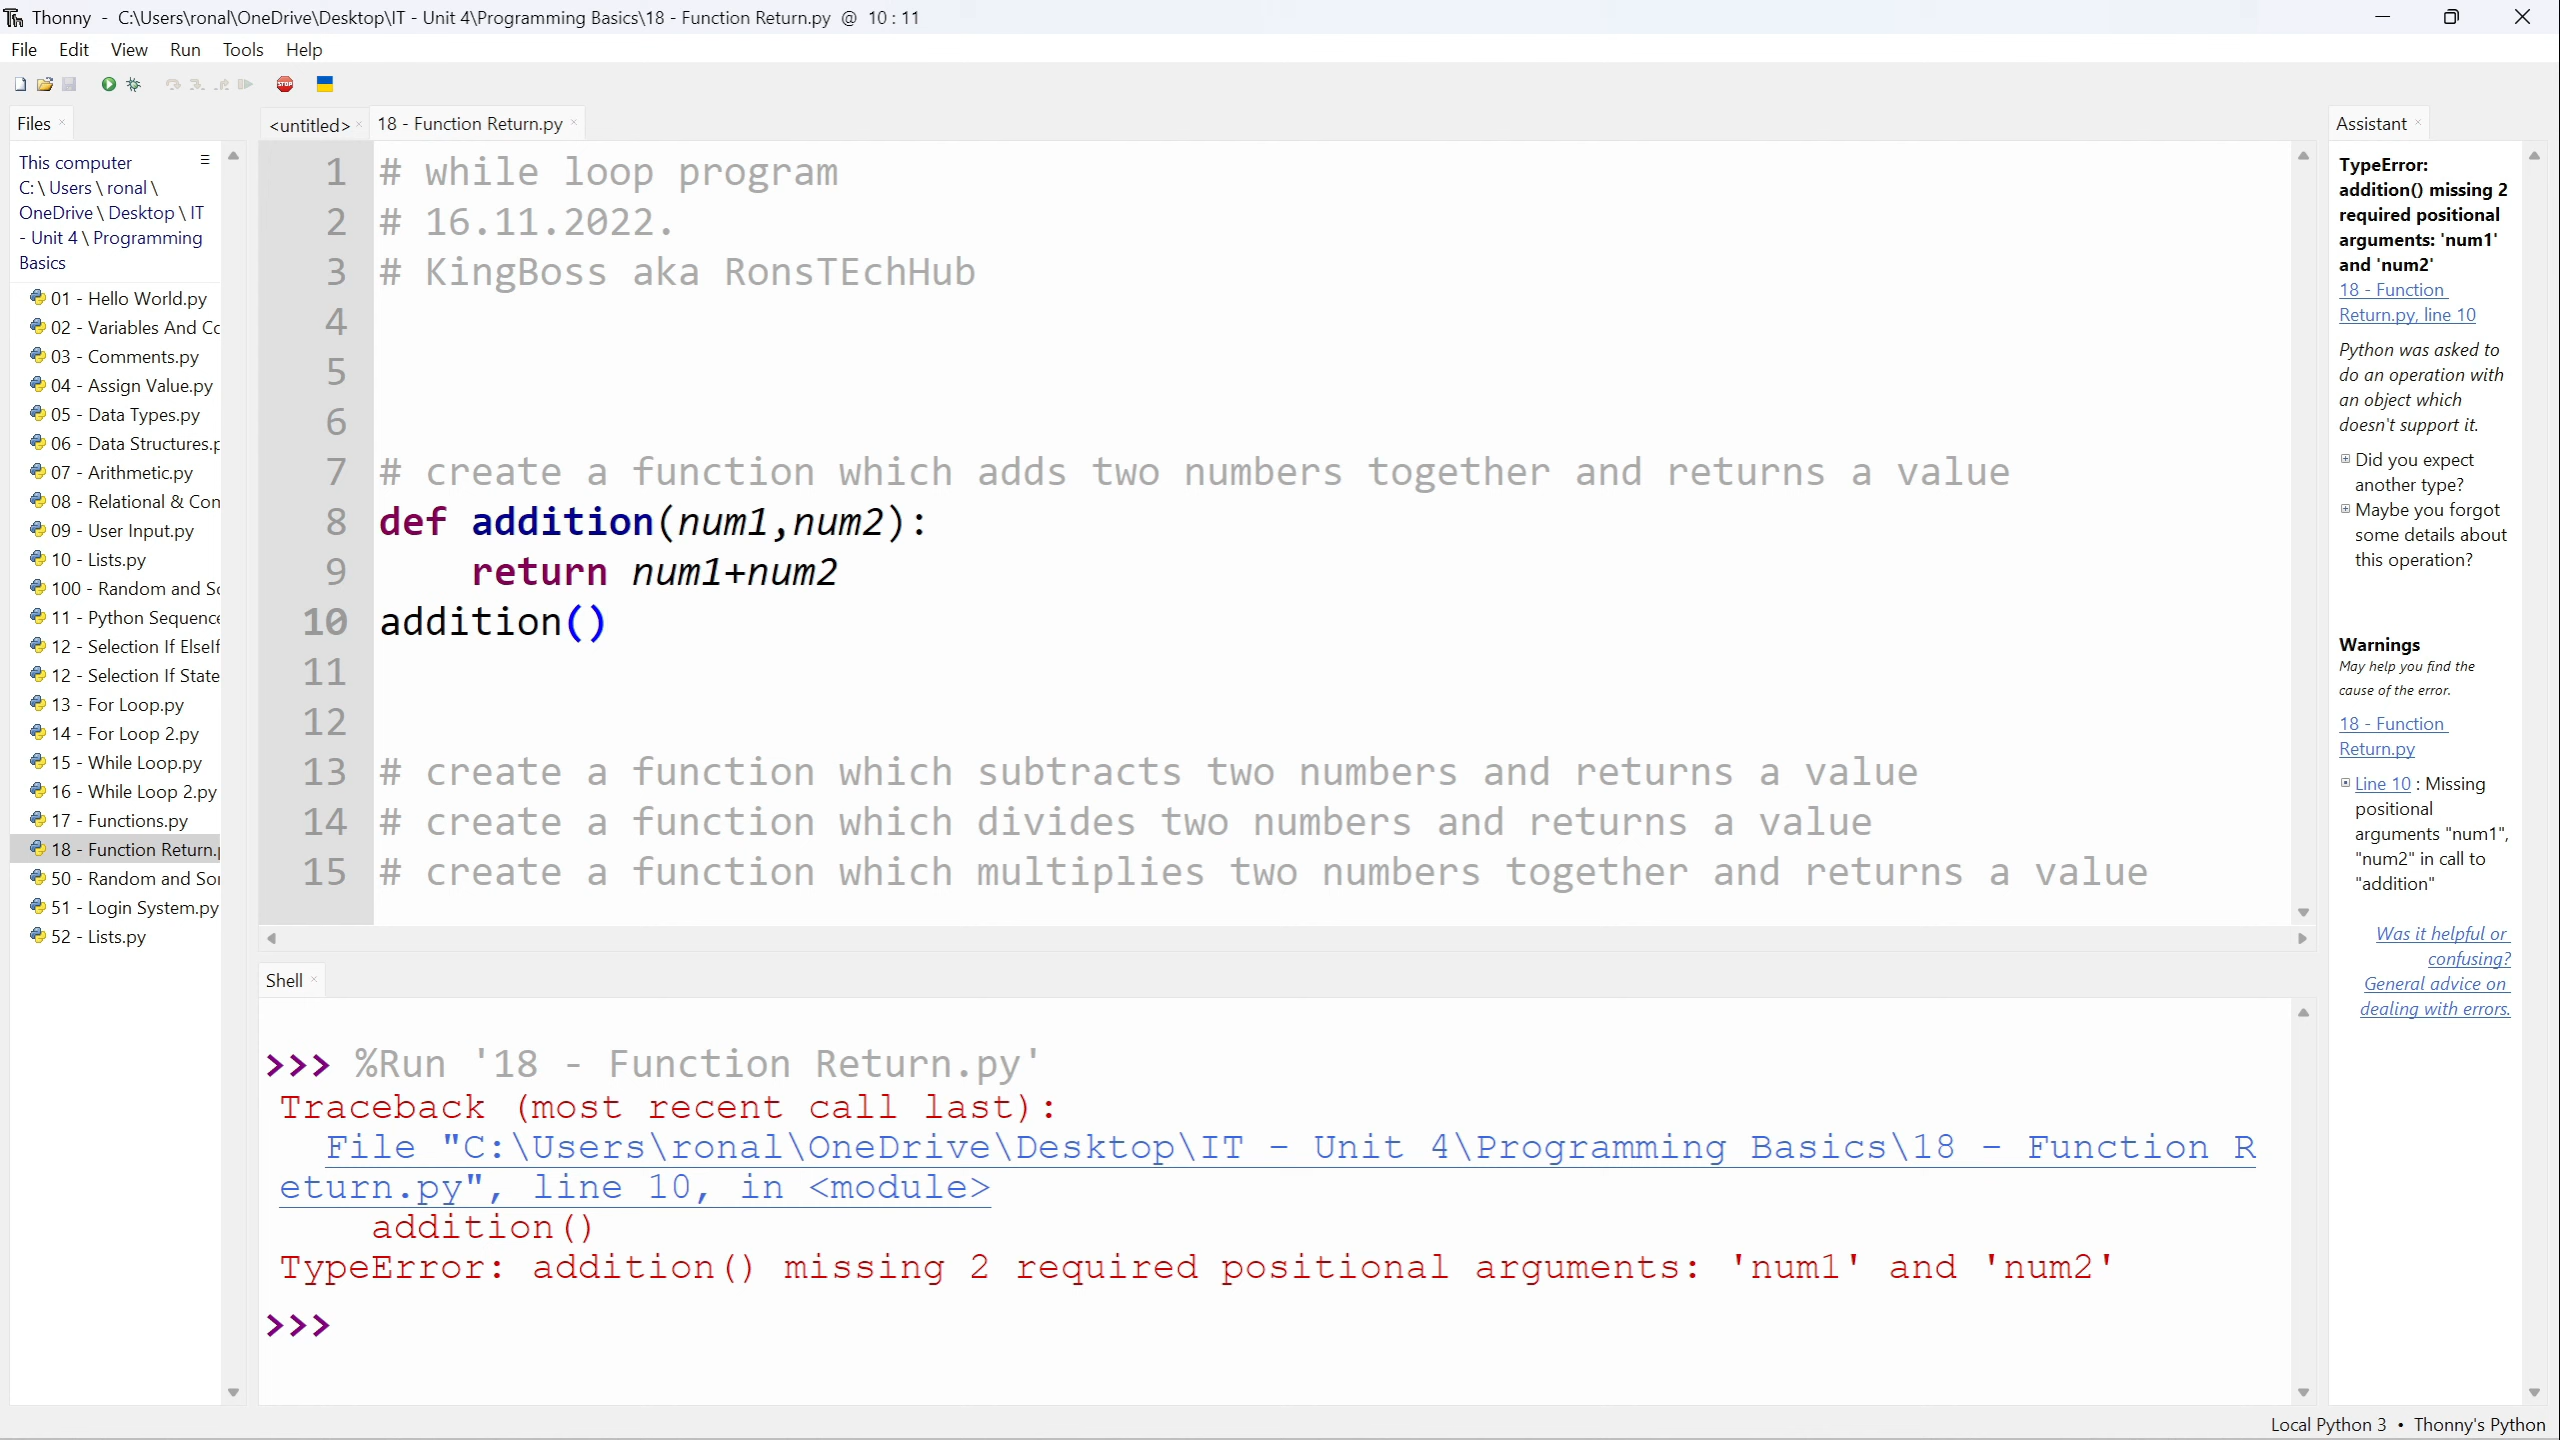 Thonny - C:\Users\ronal\OneDrive\Desktop\IT - Unit 4\Programming Basics\18 - Function Return.py @ 10 : 11
File Edit View Run Tools Help
STOP
Files
This computer
C: \ Users \ ronal \
OneDrive \ Desktop \ IT
- Unit 4 \ Programming
Basics
01 - Hello World.py
02 - Variables And Co
03 - Comments.py
04 - Assign Value.py
05 - Data Types.py
06 - Data Structures.p
07 - Arithmetic.py
08 - Relational & Con
09 - User Input.py
10 - Lists.py
100 - Random and So
11 - Python Sequence
12 - Selection If ElseIf
12 - Selection If State
13 - For Loop.py
14 - For Loop 2.py
15 - While Loop.py
16 - While Loop 2.py
17 - Functions.py
18 - Function Return.p
50 - Random and Sor
51 - Login System.py
52 - Lists.py
<untitled> 18 - Function Return.py
1 # while loop program
2 # 16.11.2022.
3 # KingBoss aka RonsTEchHub
4
5
6
7 # create a function which adds two numbers together and returns a value
8 def addition(num1,num2):
9     return num1+num2
10 addition()
11
12
13 # create a function which subtracts two numbers and returns a value
14 # create a function which divides two numbers and returns a value
15 # create a function which multiplies two numbers together and returns a value
Shell
>>> %Run '18 - Function Return.py'
Traceback (most recent call last):
  File "C:\Users\ronal\OneDrive\Desktop\IT - Unit 4\Programming Basics\18 - Function R
eturn.py", line 10, in <module>
    addition()
TypeError: addition() missing 2 required positional arguments: 'num1' and 'num2'
>>>
Assistant
TypeError:
addition() missing 2
required positional
arguments: 'num1'
and 'num2'
18 - Function
Return.py, line 10
Python was asked to
do an operation with
an object which
doesn't support it.
Did you expect
another type?
Maybe you forgot
some details about
this operation?
Warnings
May help you find the
cause of the error.
18 - Function
Return.py
Line 10 : Missing
positional
arguments "num1",
"num2" in call to
"addition"
Was it helpful or
confusing?
General advice on
dealing with errors.
Local Python 3 • Thonny's Python